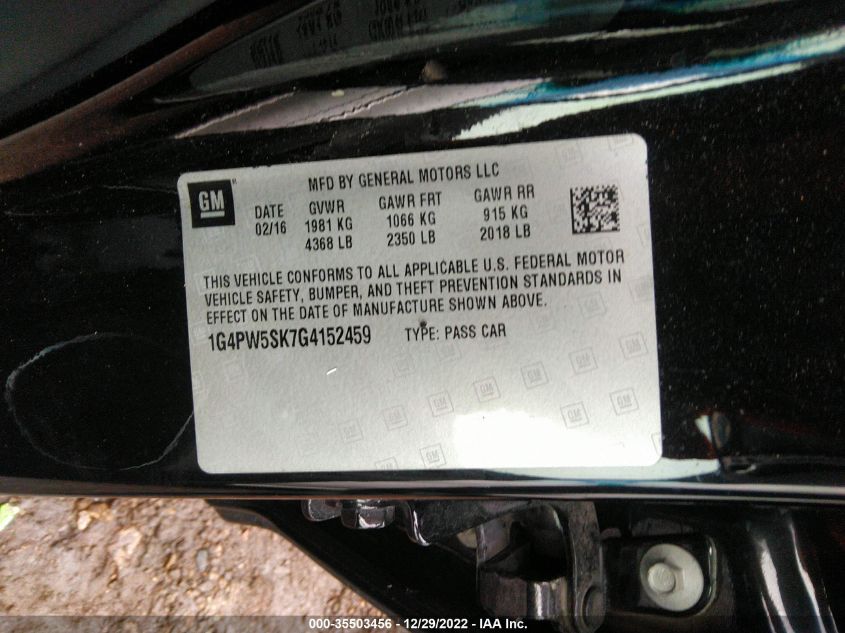 GM
MFD BY GENERAL MOTORS LLC
DATE GVWR GAWR FRT GAWR RR
02/16 1981 KG 1066 KG 915 KG
4368 LB 2350 LB 2018 LB
THIS VEHICLE CONFORMS TO ALL APPLICABLE U.S. FEDERAL MOTOR
VEHICLE SAFETY, BUMPER, AND THEFT PREVENTION STANDARDS IN
EFFECT ON THE DATE OF MANUFACTURE SHOWN ABOVE.
1G4PW5SK7G4152459 TYPE: PASS CAR
000-35503456 - 12/29/2022 - IAA Inc.